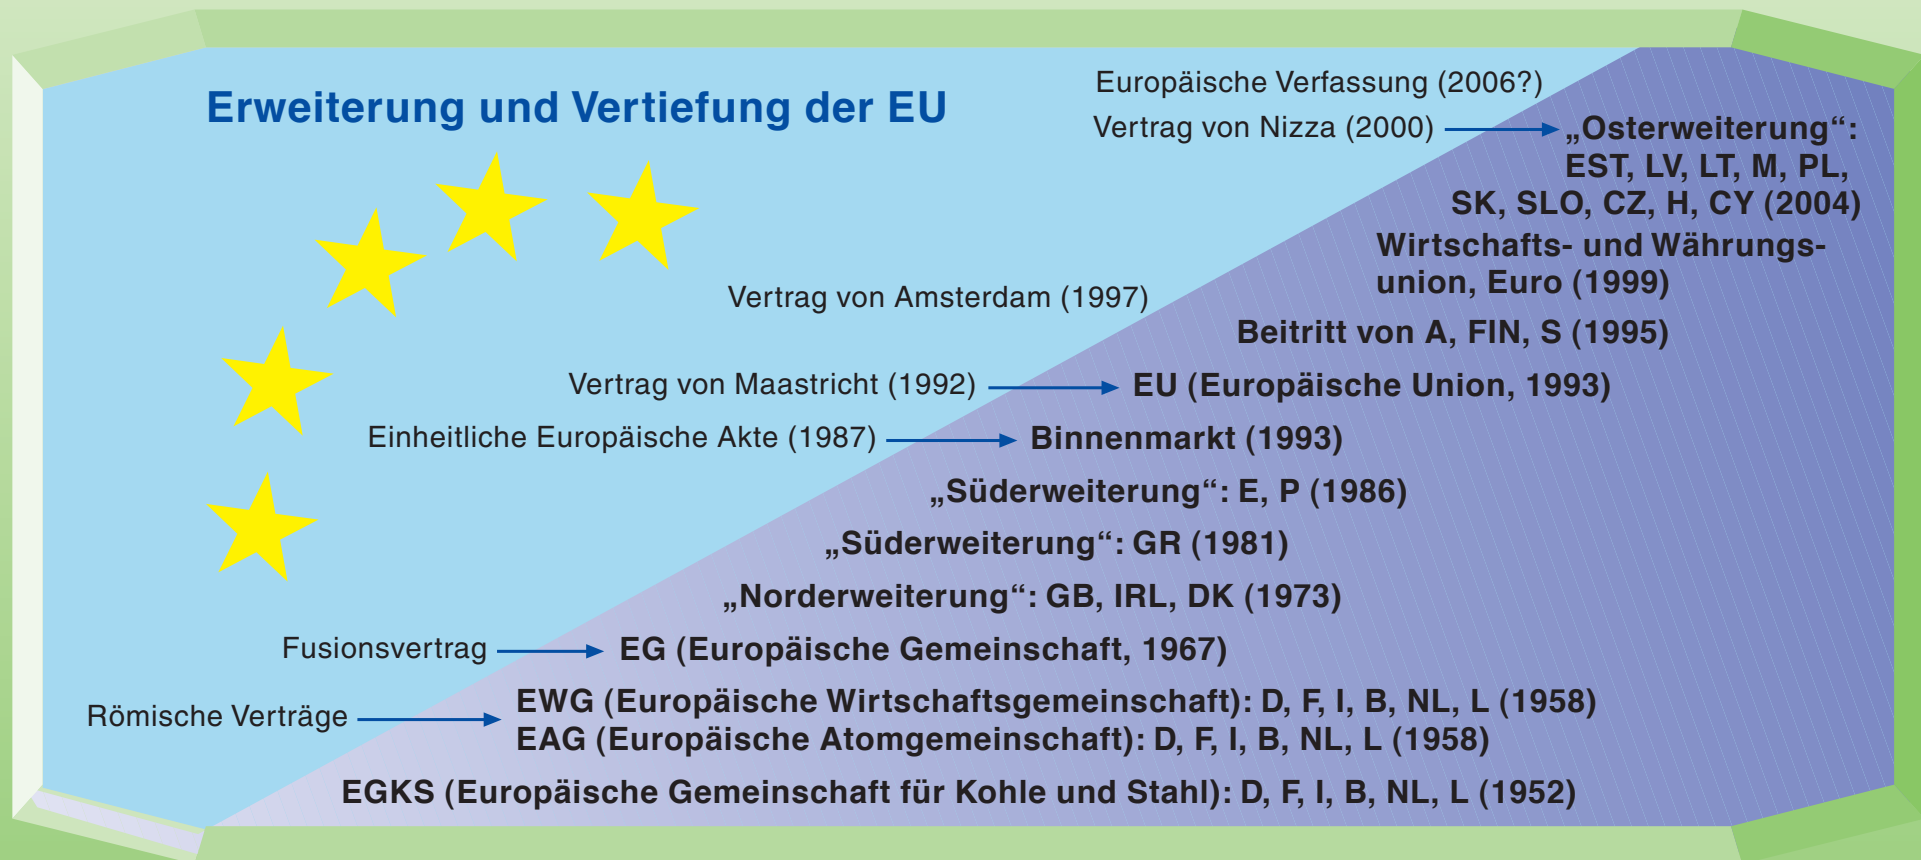 Erweiterung und Vertiefung der EU
Europäische Verfassung (2006?)
Vertrag von Nizza (2000)
„Osterweiterung“:
EST, LV, LT, M, PL,
SK, SLO, CZ, H, CY (2004)
Wirtschafts- und Währungs-
union, Euro (1999)
Vertrag von Amsterdam (1997)
Beitritt von A, FIN, S (1995)
Vertrag von Maastricht (1992)
EU (Europäische Union, 1993)
Einheitliche Europäische Akte (1987)
Binnenmarkt (1993)
„Süderweiterung“: E, P (1986)
„Süderweiterung“: GR (1981)
„Norderweiterung“: GB, IRL, DK (1973)
Fusionsvertrag
EG (Europäische Gemeinschaft, 1967)
Römische Verträge
EWG (Europäische Wirtschaftsgemeinschaft): D, F, I, B, NL, L (1958)
EAG (Europäische Atomgemeinschaft): D, F, I, B, NL, L (1958)
EGKS (Europäische Gemeinschaft für Kohle und Stahl): D, F, I, B, NL, L (1952)